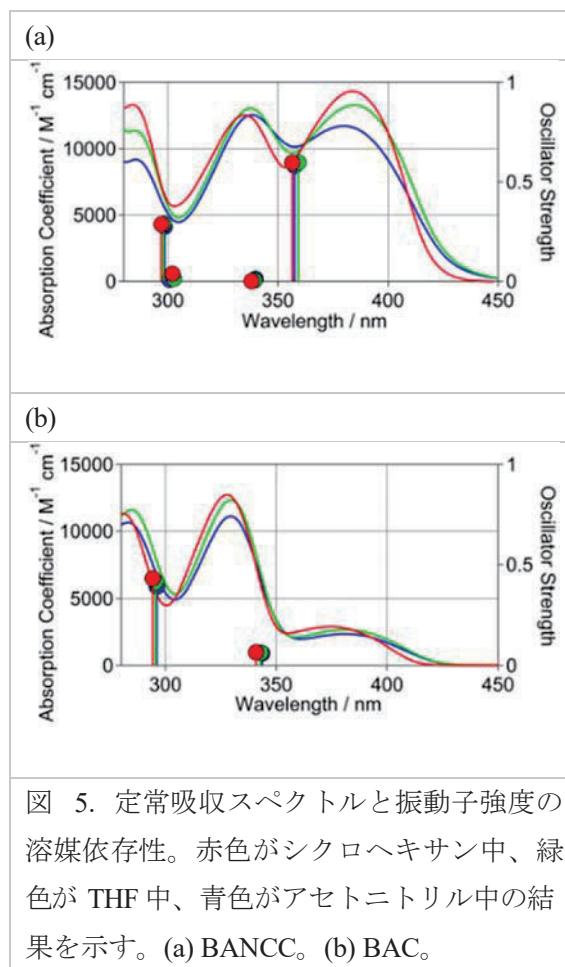 (a)
15000
10000
5000
0
Absorption Coefficient / M⁻¹ cm⁻¹
1
0.5
0
Oscillator Strength
300
350
400
450
Wavelength / nm
(b)
15000
10000
5000
0
Absorption Coefficient / M⁻¹ cm⁻¹
1
0.5
0
Oscillator Strength
300
350
400
450
Wavelength / nm
図 5. 定常吸収スペクトルと振動子強度の
溶媒依存性。赤色がシクロヘキサン中、緑
色が THF 中、青色がアセトニトリル中の結
果を示す。(a) BANCC。(b) BAC。